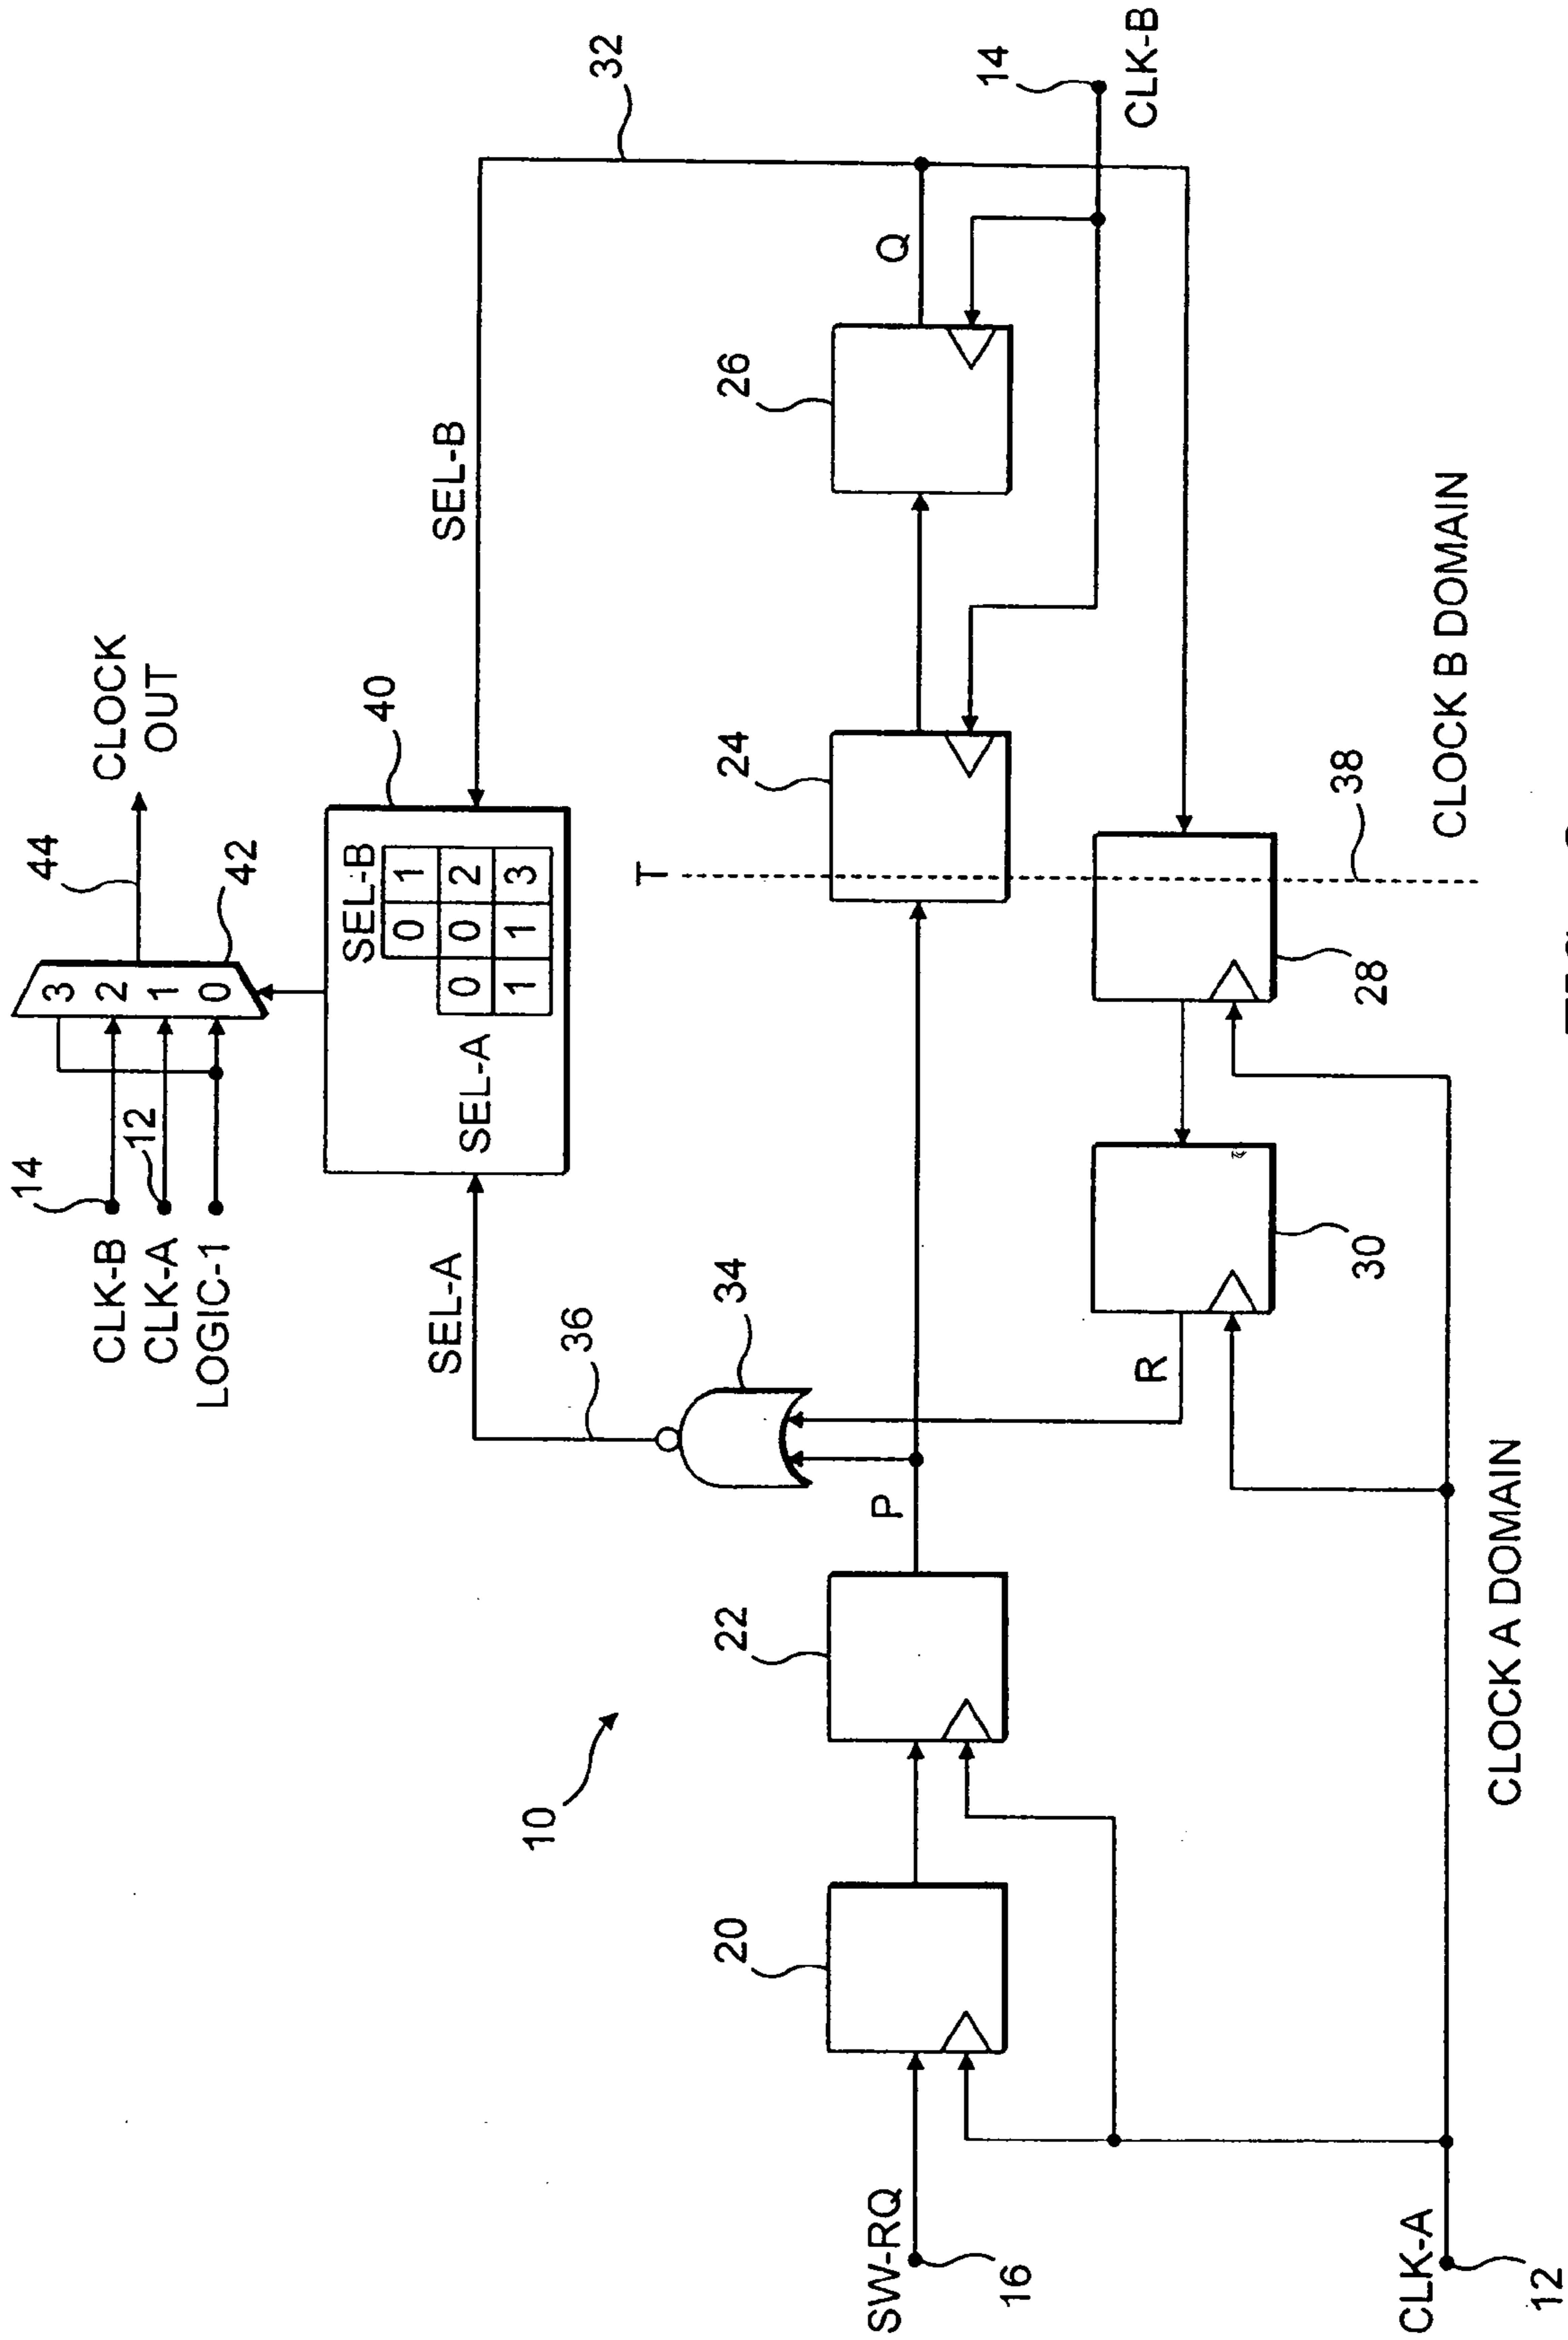 14
CLK-B
CLK-A
12
LOGIC-1
3
2
1
0
44
CLOCK
OUT
42
40
SEL-B
0 1
SEL-A
0 0 2
1 1 3
SEL-A
36
34
SEL-B
32
10
T
SW-RQ
16
20
22
P
24
26
Q
14
CLK-B
R
30
28
38
CLK-A
12
CLOCK A DOMAIN
CLOCK B DOMAIN